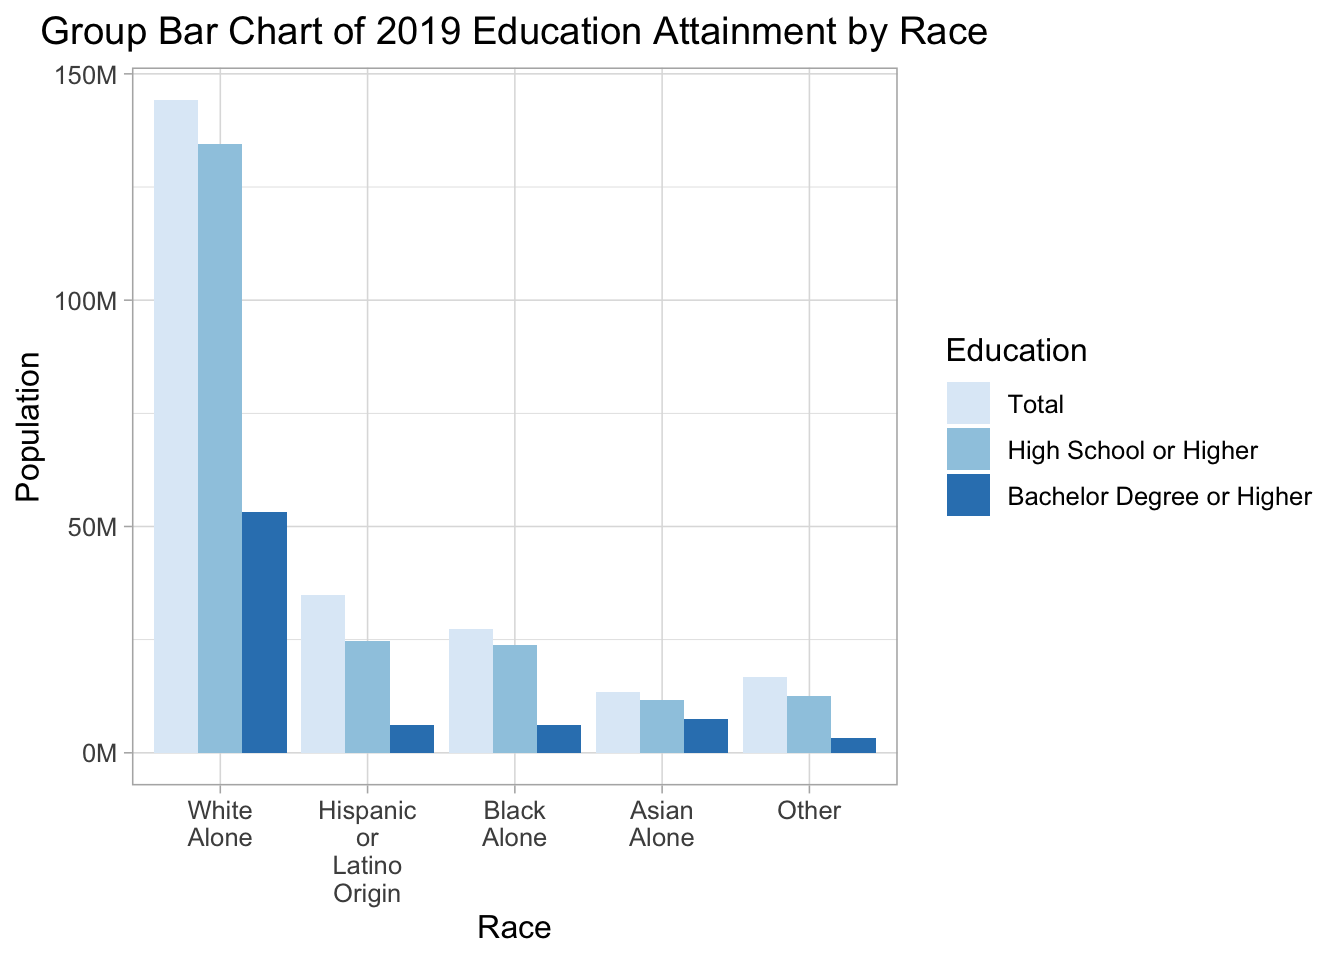 Group Bar Chart of 2019 Education Attainment by Race
150M
100M
50M
0M
Population
White
Alone
Hispanic
or
Latino
Origin
Black
Alone
Asian
Alone
Other
Race
Education
Total
High School or Higher
Bachelor Degree or Higher